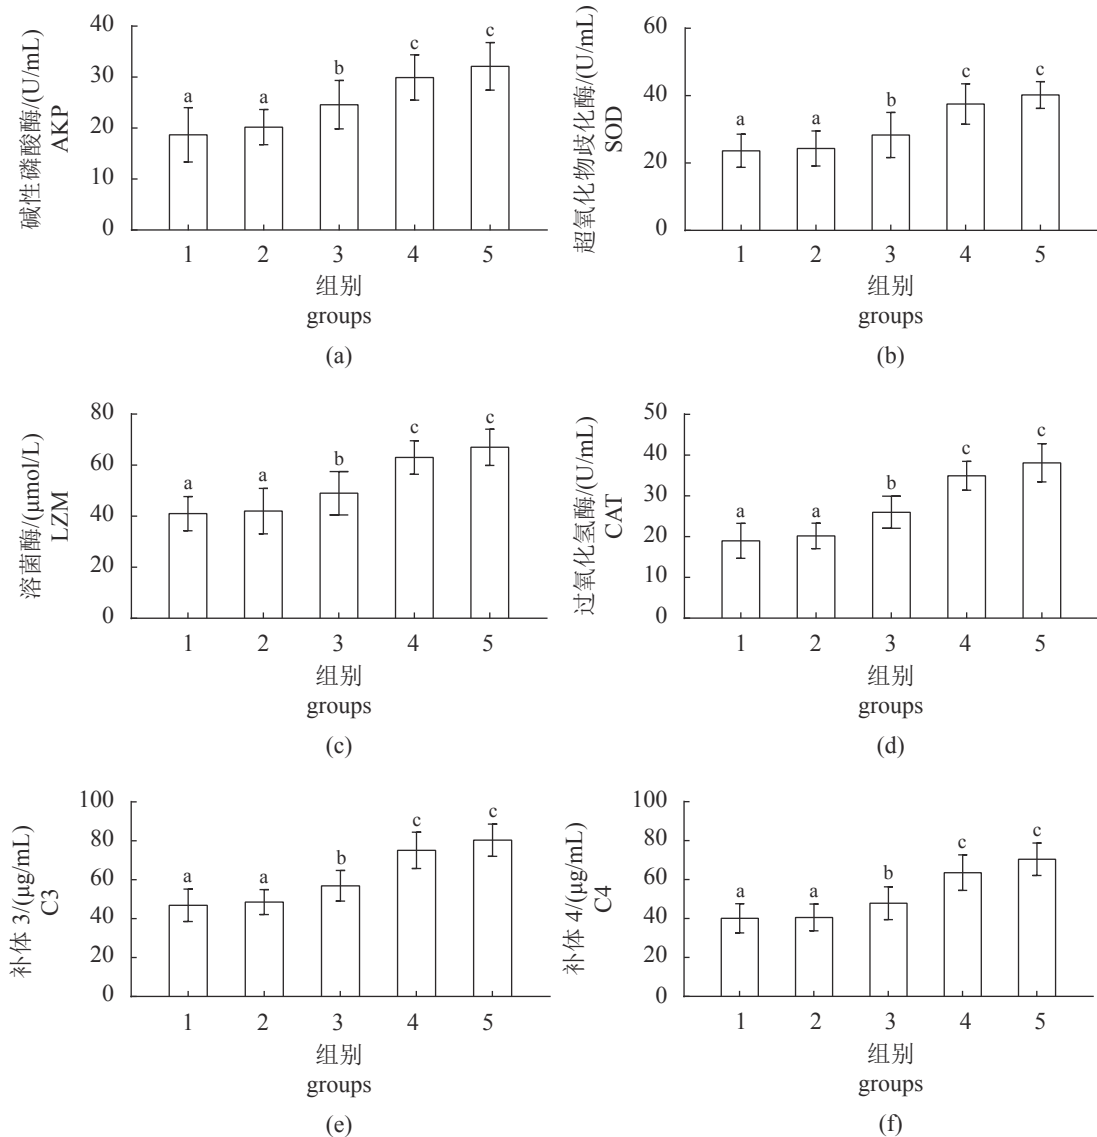 碱性磷酸酶/(U/mL)
AKP
40
30
20
10
0
a
a
b
c
c
1 2 3 4 5
组别
groups
(a)
超氧化物歧化酶/(U/mL)
SOD
60
40
20
0
a
a
b
c
c
1 2 3 4 5
组别
groups
(b)
溶菌酶/(μmol/L)
LZM
80
60
40
20
0
a
a
b
c
c
1 2 3 4 5
组别
groups
(c)
过氧化氢酶/(U/mL)
CAT
50
40
30
20
10
0
a
a
b
c
c
1 2 3 4 5
组别
groups
(d)
补体 3/(μg/mL)
C3
100
80
60
40
20
0
a
a
b
c
c
1 2 3 4 5
组别
groups
(e)
补体 4/(μg/mL)
C4
100
80
60
40
20
0
a
a
b
c
c
1 2 3 4 5
组别
groups
(f)